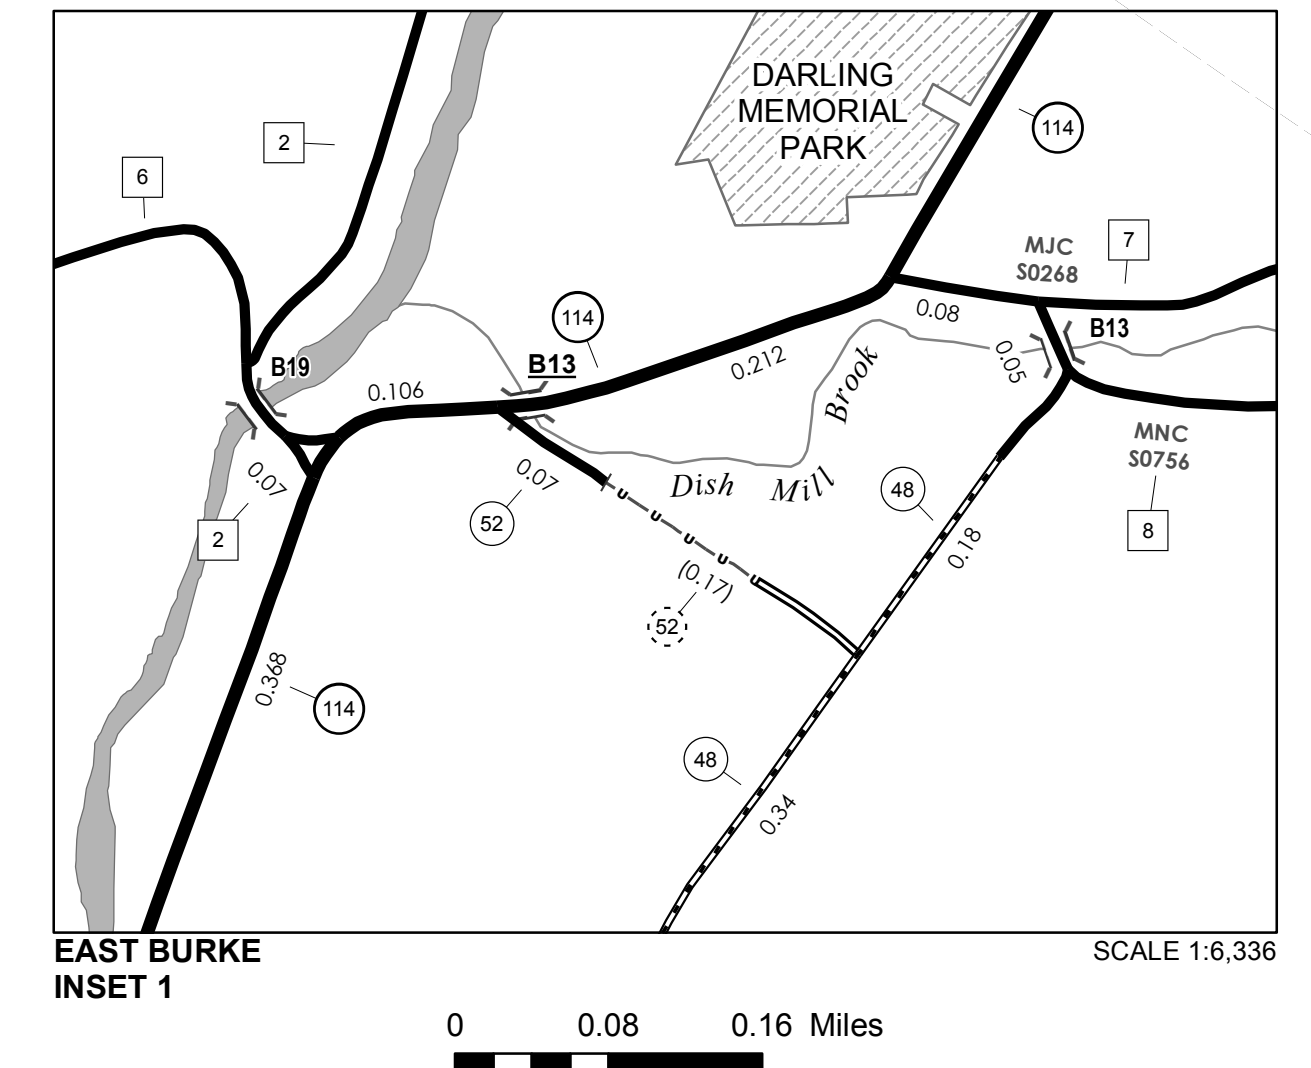 DARLING
MEMORIAL
PARK
114
2
6
7
MJC
S0268
114
0.08
B13
B13
0.05
B19
0.212
0.106
Brook
MNC
S0756
0.07
0.07
Dish Mill
48
52
8
2
0.18
(0.17)
52
0.368
114
48
0.34
U
U
U
U
U
EAST BURKE
INSET 1
SCALE 1:6,336
0 0.08 0.16 Miles